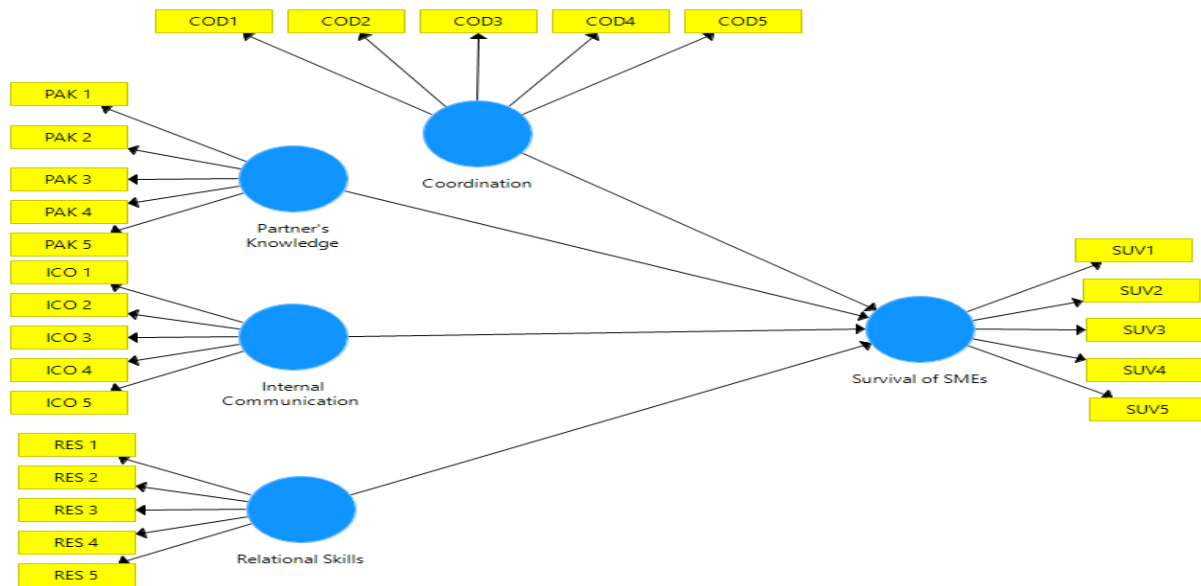 COD1
COD2
COD3
COD4
COD5
PAK 1
PAK 2
PAK 3
PAK 4
PAK 5
Coordination
Partner's
Knowledge
ICO 1
ICO 2
ICO 3
ICO 4
ICO 5
Internal
Communication
SUV1
SUV2
SUV3
SUV4
SUV5
Survival of SMEs
RES 1
RES 2
RES 3
RES 4
RES 5
Relational Skills